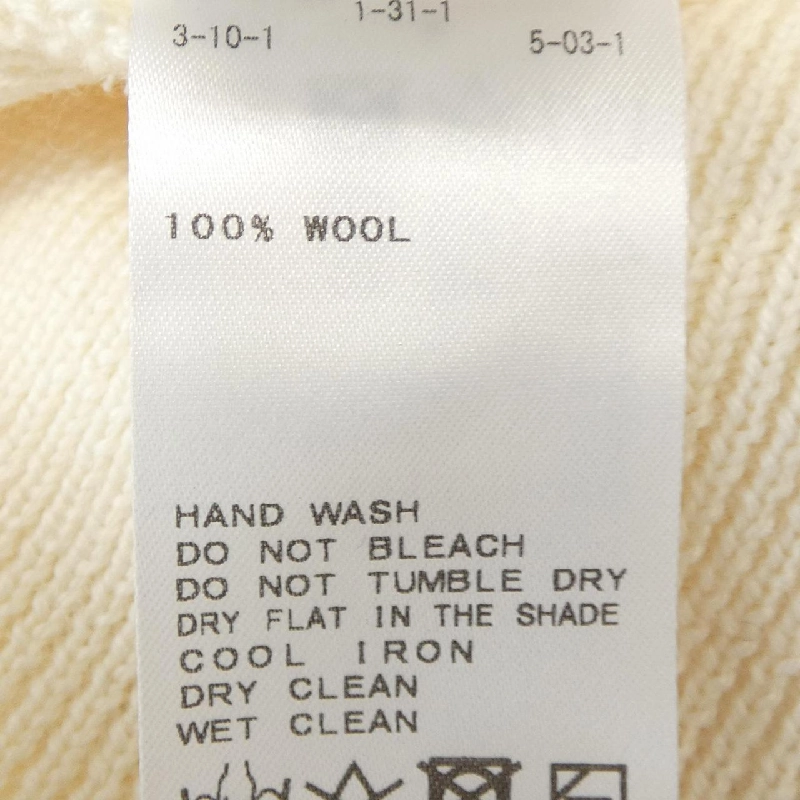 1-31-1
3-10-1 5-03-1
100% WOOL
HAND WASH
DO NOT BLEACH
DO NOT TUMBLE DRY
DRY FLAT IN THE SHADE
COOL IRON
DRY CLEAN
WET CLEAN